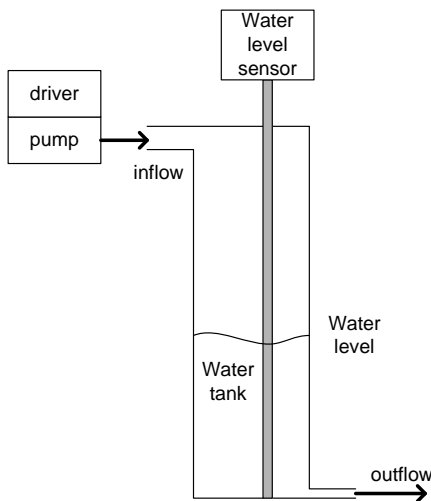 Water
level
sensor
driver
pump
inflow
Water
level
Water
tank
outflow